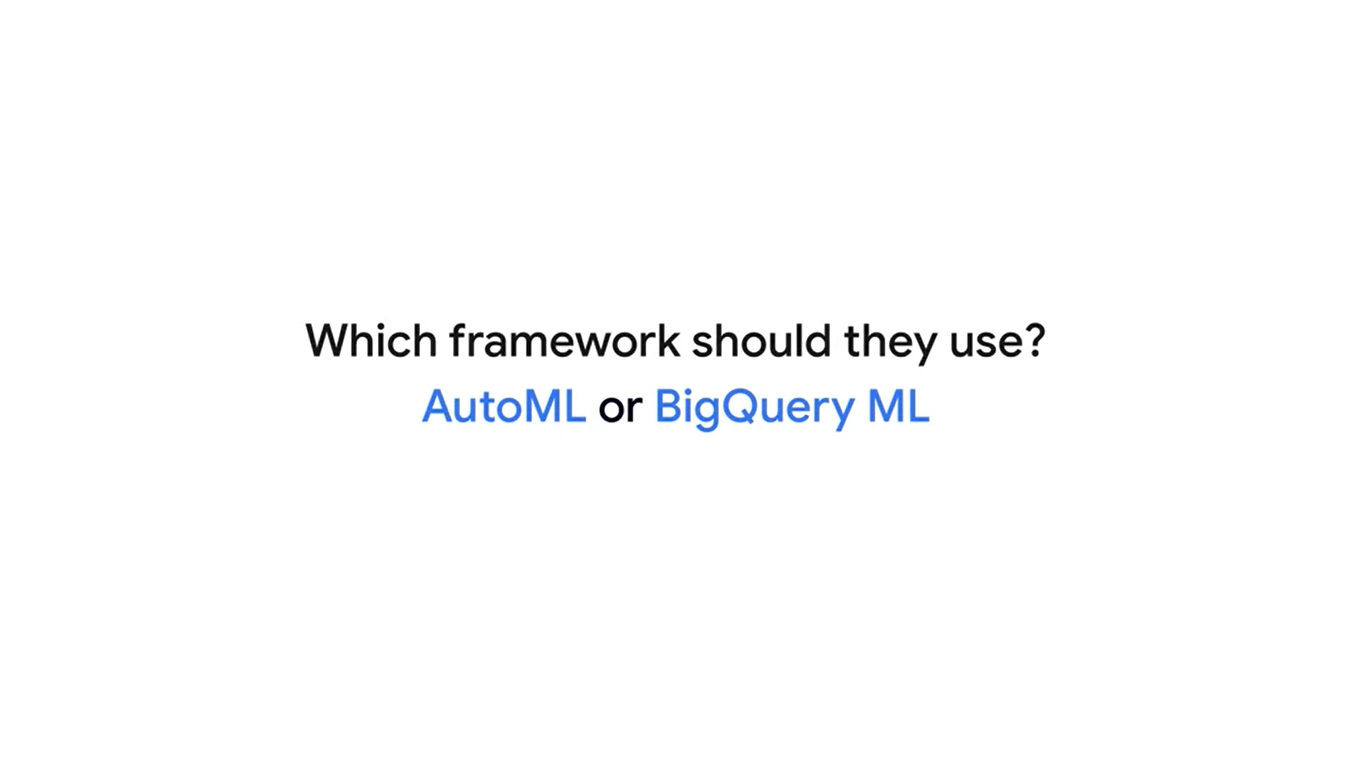 Which framework should they use?
AutoML or BigQuery ML